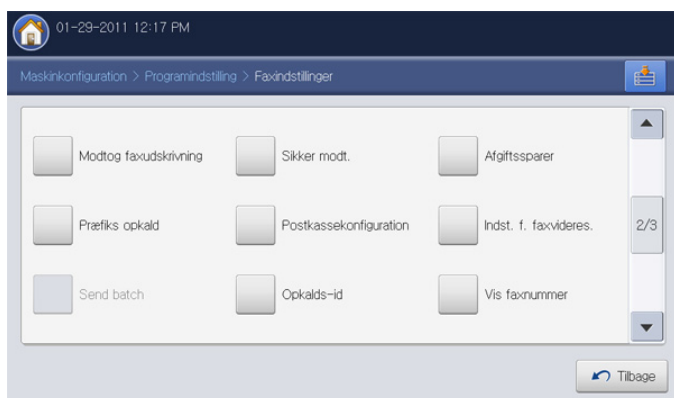 01-29-2011 12:17 PM
Maskinkonfiguration > Programindstilling > Faxindstillinger
Modtog faxudskrivning
Sikker modt.
Afgiftssparer
Præfiks opkald
Postkassekonfiguration
Indst. f. faxvideres.
2/3
Send batch
Opkalds-id
Vis faxnummer
Tilbage